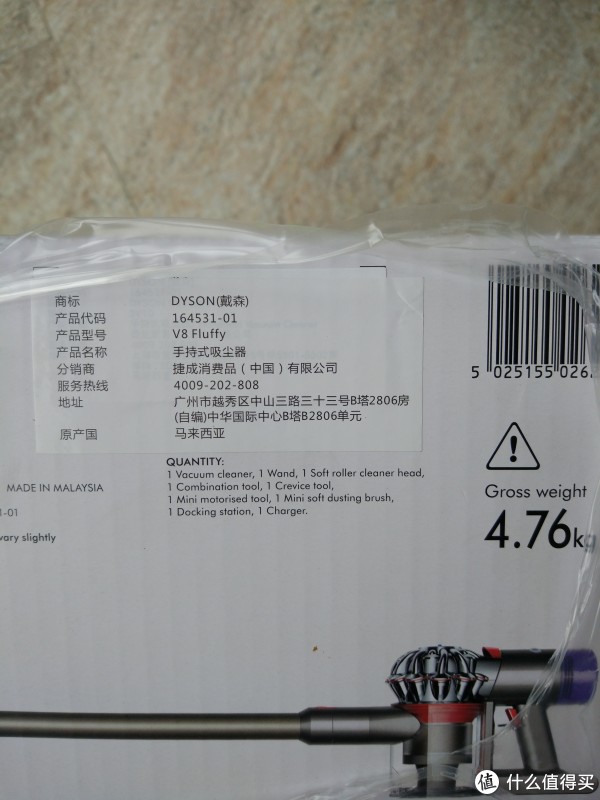 商标 DYSON(戴森)
产品代码 164531-01
产品型号 V8 Fluffy
产品名称 手持式吸尘器
分销商 捷成消费品(中国)有限公司
服务热线 4009-202-808
地址 广州市越秀区中山三路三十三号B塔2806房
(自编)中华国际中心B塔B2806单元
原产国 马来西亚
5 025155 026
QUANTITY:
1 Vacuum cleaner, 1 Wand, 1 Soft roller cleaner head,
1 Combination tool, 1 Crevice tool,
1 Mini motorised tool, 1 Mini soft dusting brush,
1 Docking station, 1 Charger.
MADE IN MALAYSIA
-01
vary slightly
Gross weight
4.76kg
值 什么值得买